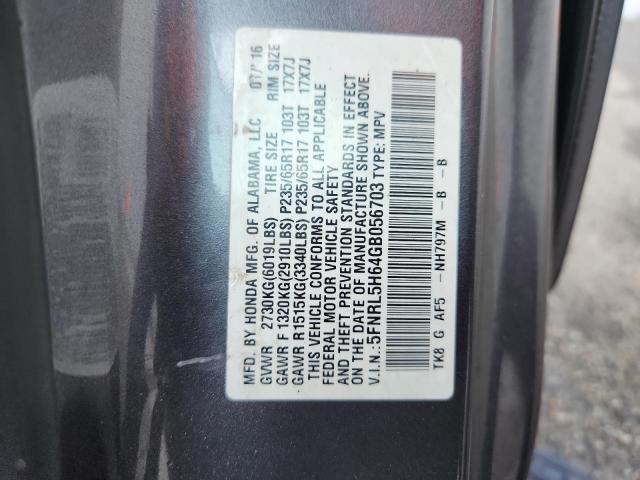 MFD. BY HONDA MFG. OF ALABAMA, LLC 16
GVWR 2730KG(6019LBS) TIRE SIZE RIM SIZE
GAWR F 1320KG(2910LBS) P235/65R17 103T 17X7J
GAWR R1515KG(3340LBS) P235/65R17 103T 17X7J
THIS VEHICLE CONFORMS TO ALL APPLICABLE
FEDERAL MOTOR VEHICLE SAFETY
AND THEFT PREVENTION STANDARDS IN EFFECT
ON THE DATE OF MANUFACTURE SHOWN ABOVE.
V.I.N.: 5FNRL5H64GB056703 TYPE: MPV
TK8 G AF5 - NH797M - B - B